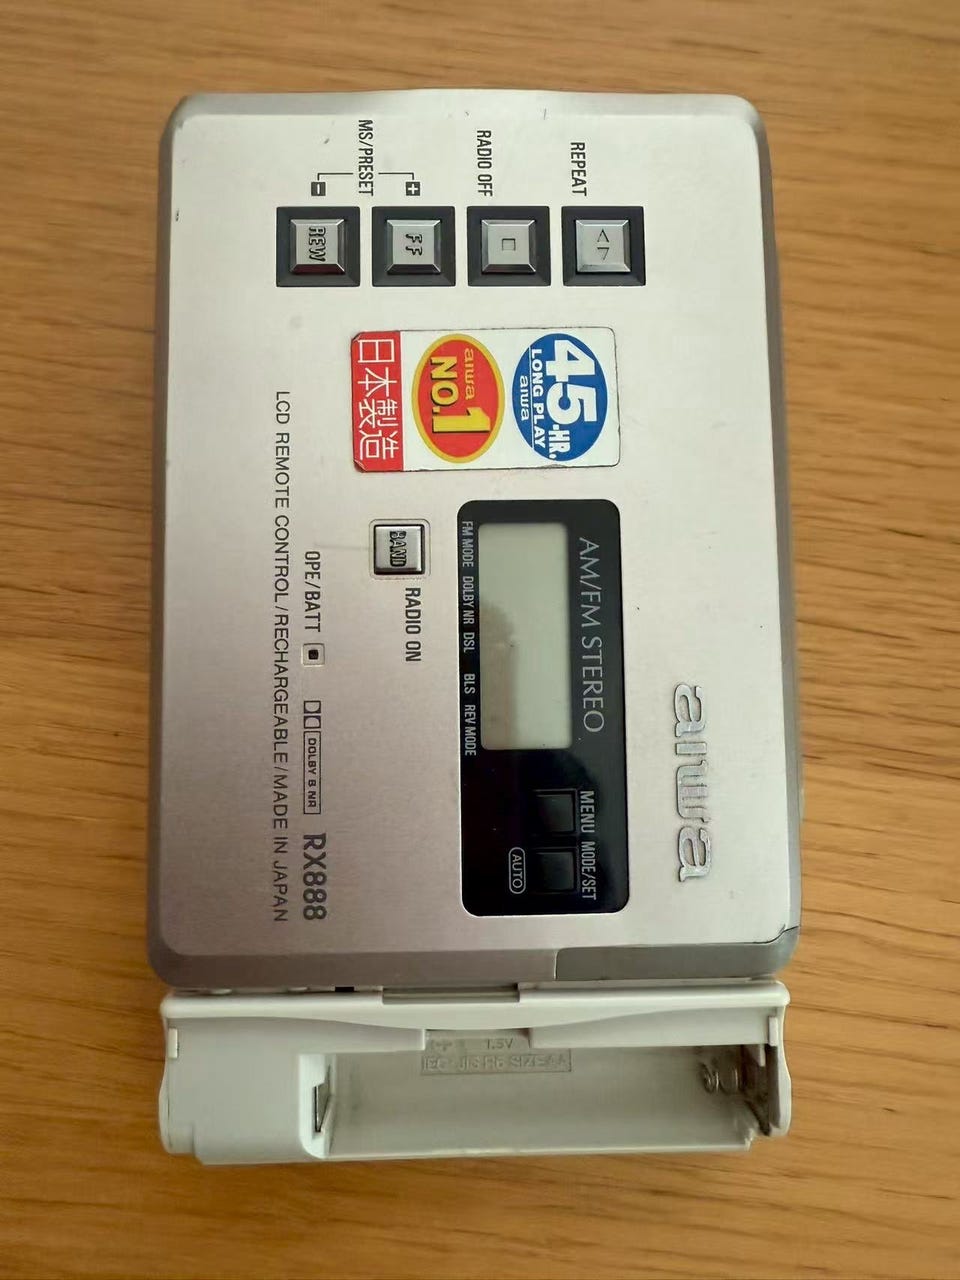 aiwa
AM/FM STEREO
MENU MODE/SET
AUTO
FM MODE DOLBY NR DSL BLS REV MODE
45-HR.
LONG PLAY
aiwa
aiwa
NO.1
日本製造
REPEAT
RADIO OFF
MS/PRESET
+
-
FF
REW
BAND
RADIO ON
OPE/BATT
DOLBY B NR
RX888
LCD REMOTE CONTROL/RECHARGEABLE/MADE IN JAPAN
1.5V